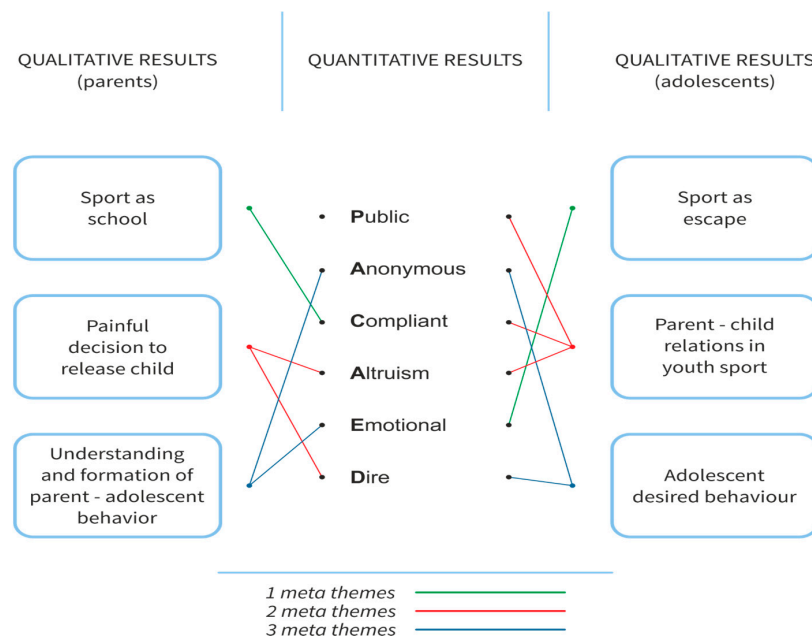 QUALITATIVE RESULTS
(parents)
QUANTITATIVE RESULTS
QUALITATIVE RESULTS
(adolescents)
Sport as
school
Painful
decision to
release child
Understanding
and formation of
parent - adolescent
behavior
Public
Anonymous
Compliant
Altruism
Emotional
Dire
Sport as
escape
Parent - child
relations in
youth sport
Adolescent
desired behaviour
1 meta themes
2 meta themes
3 meta themes